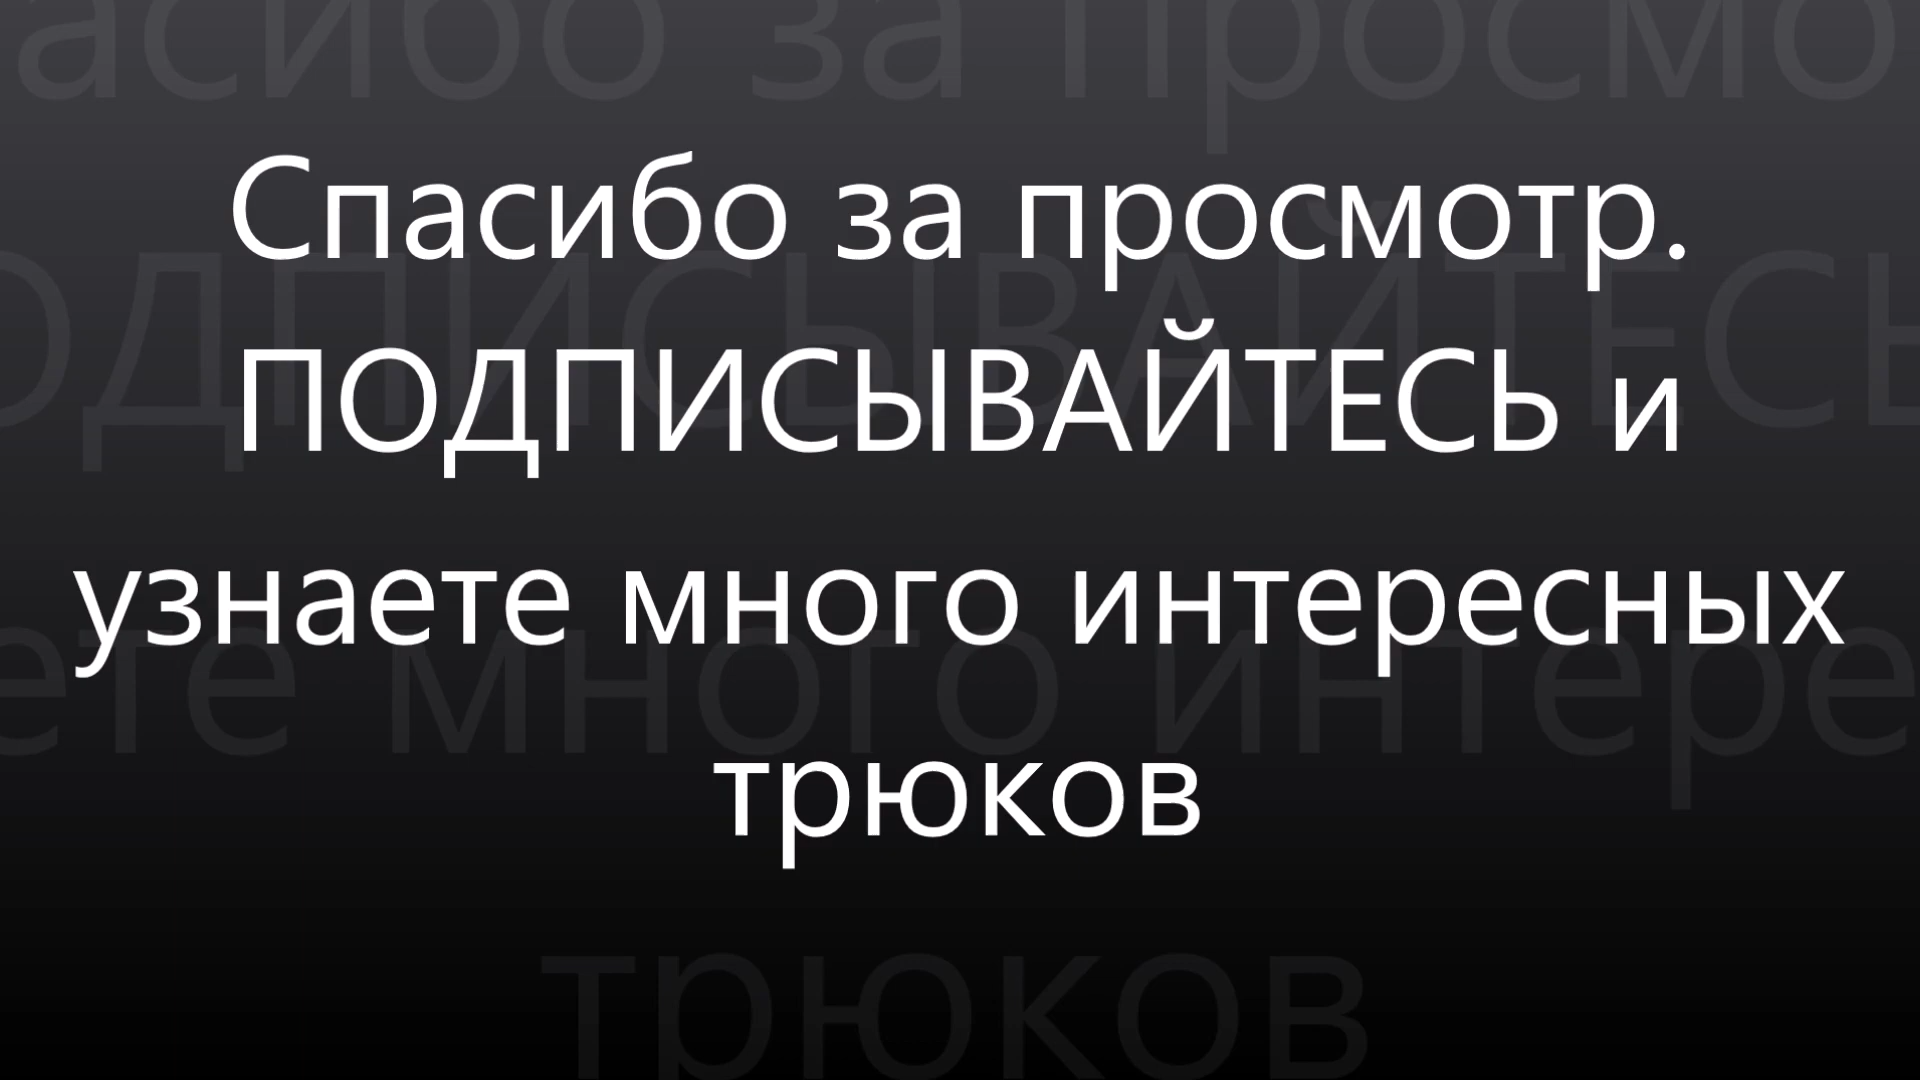 Спасибо за просмотр.
ПОДПИСЫВАЙТЕСЬ и
узнаете много интересных
трюков